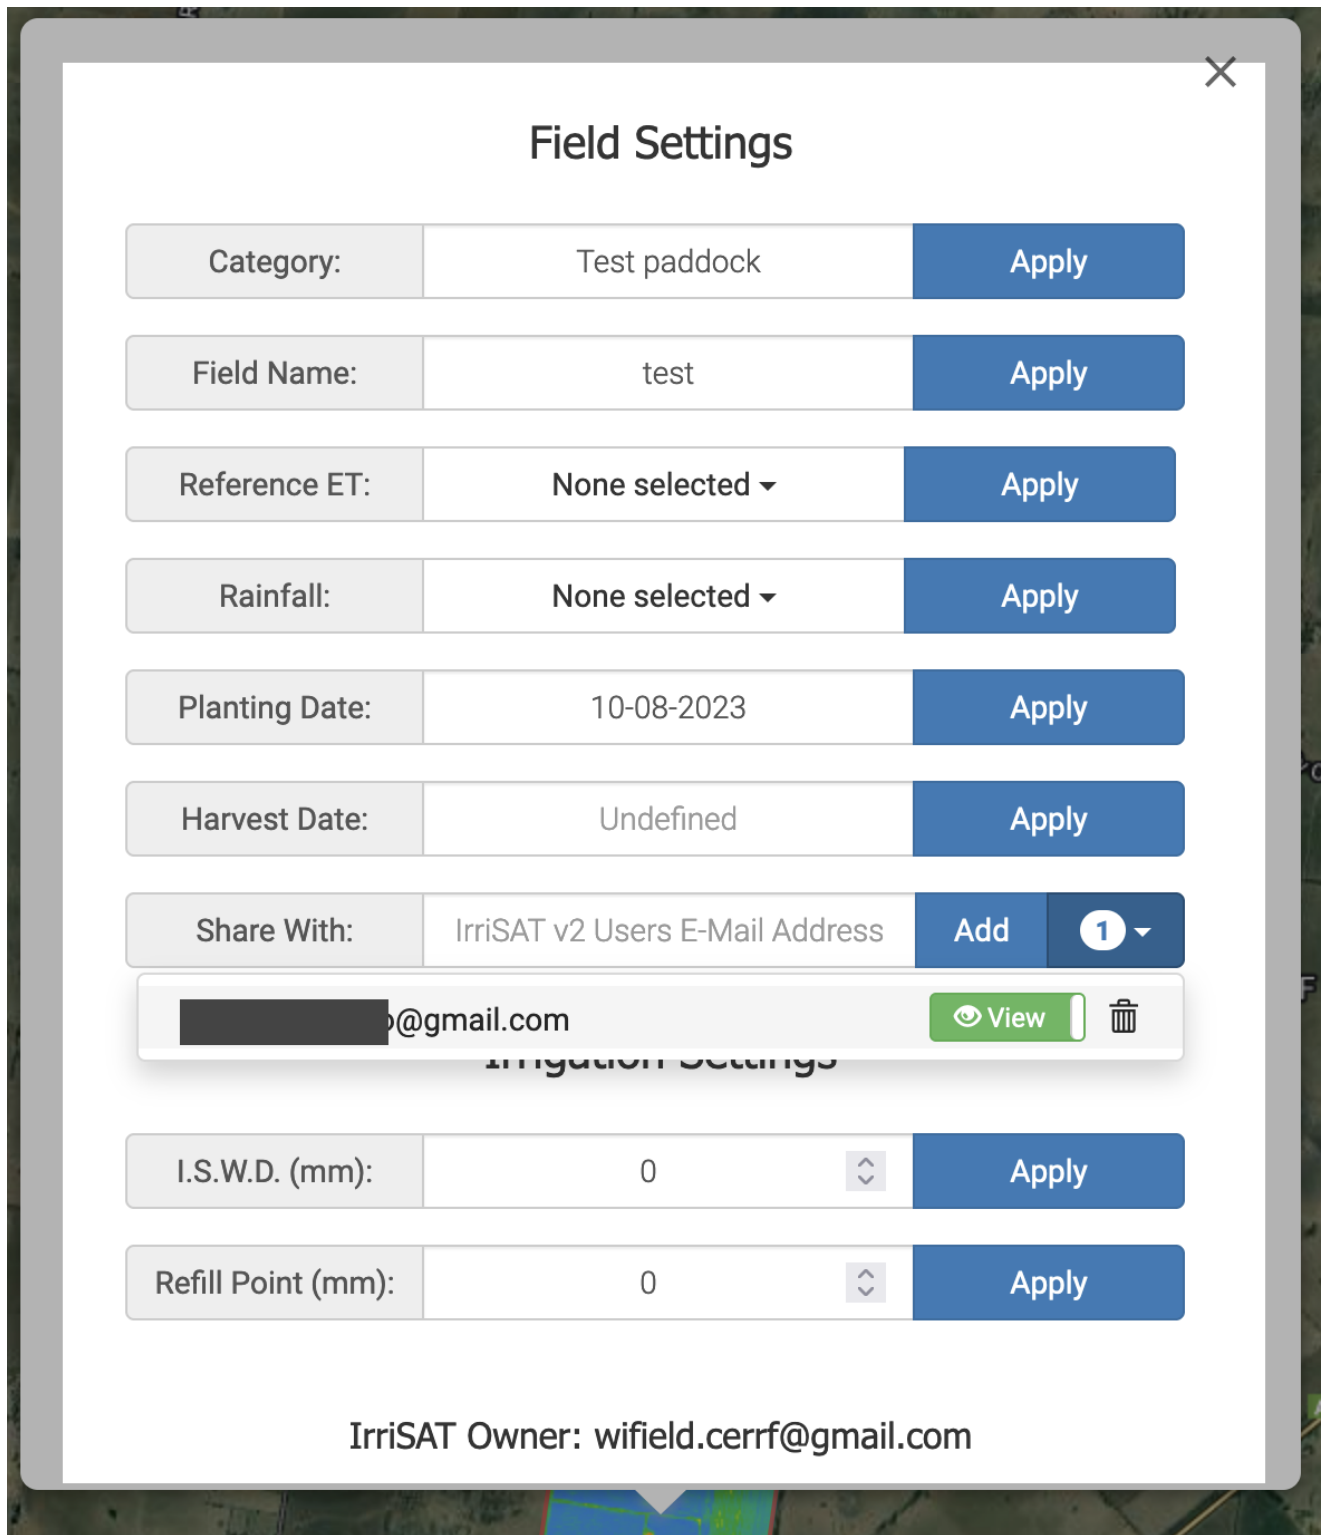 Field Settings
Category: Test paddock Apply
Field Name: test Apply
Reference ET: None selected Apply
Rainfall: None selected Apply
Planting Date: 10-08-2023 Apply
Harvest Date: Undefined Apply
Share With: IrriSAT v2 Users E-Mail Address Add 1
@gmail.com View
Irrigation Settings
I.S.W.D. (mm): 0 Apply
Refill Point (mm): 0 Apply
IrriSAT Owner: wifield.cerrf@gmail.com